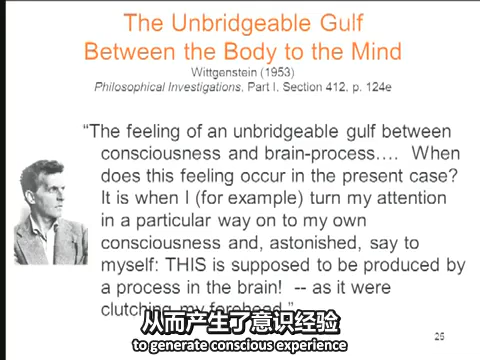 The Unbridgeable Gulf
Between the Body to the Mind
Wittgenstein (1953)
Philosophical Investigations, Part I, Section 412, p. 124e
“The feeling of an unbridgeable gulf between
consciousness and brain-process.... When
does this feeling occur in the present case?
It is when I (for example) turn my attention
in a particular way on to my own
consciousness and, astonished, say to
myself: THIS is supposed to be produced by
a process in the brain! -- as it were
clutching my forehead.”
从而产生了意识经验
to generate conscious experience
25